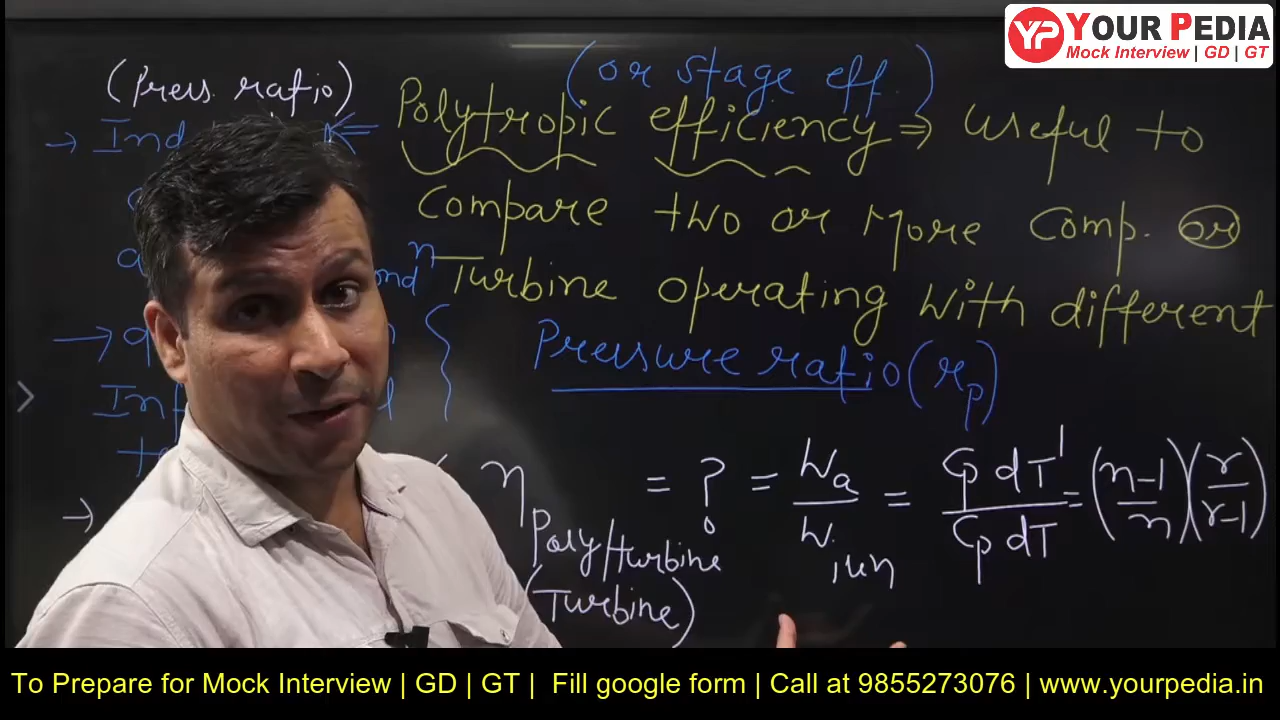 YP YOUR PEDIA
Mock Interview | GD | GT
(or stage eff.)
(Press. ratio)
→ Ind ⇐ Polytropic efficiency ⇒ Useful to
Compare two or More Comp. or
Turbine operating with different
Pressure ratio (rp)
η Poly/turbine (Turbine) = ? = Wa / W = Cp dT' / Cp dT = (n-1 / n) (r / r-1)
To Prepare for Mock Interview | GD | GT | Fill google form | Call at 9855273076 | www.yourpedia.in